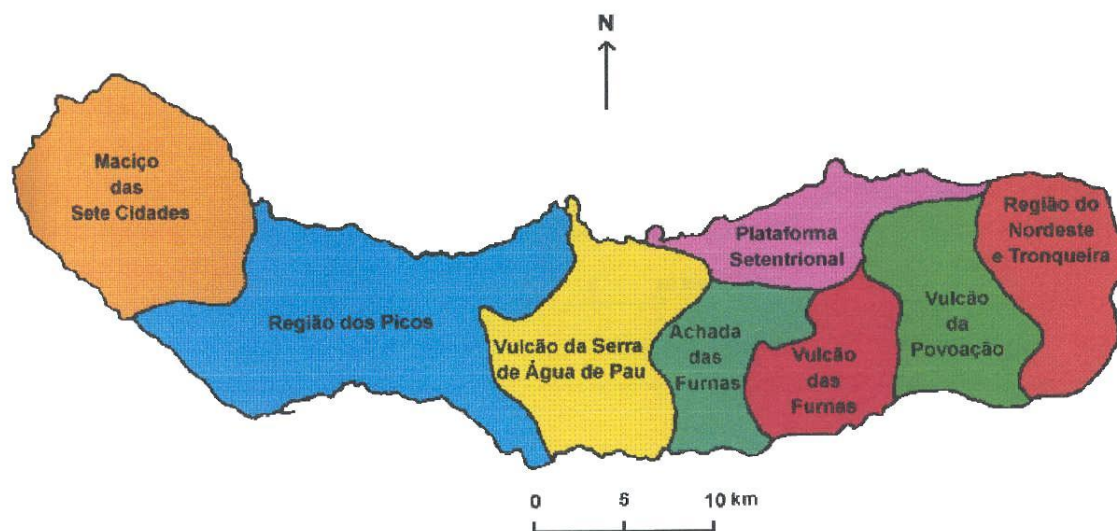 N
Maciço
das
Sete Cidades
Região dos Picos
Vulcão da Serra
de Água de Pau
Plataforma
Setentrional
Achada
das
Furnas
Vulcão
das
Furnas
Vulcão
da
Povoação
Região do
Nordeste
e Tronqueira
0 5 10 km